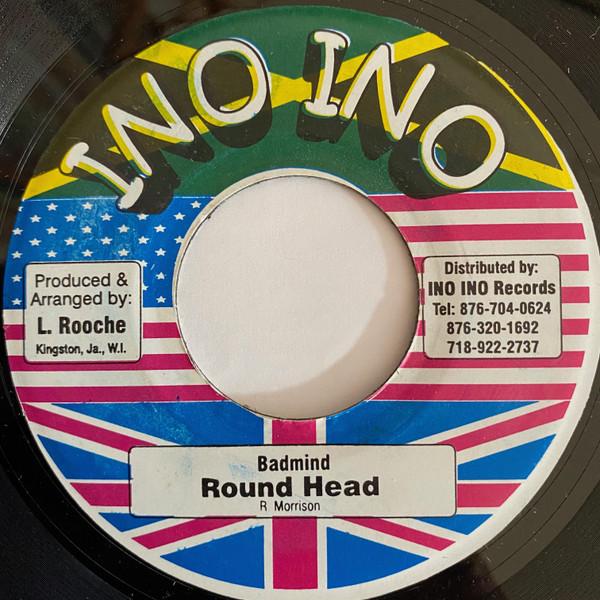 INO INO
Produced &
Arranged by:
L. Rooche
Kingston, Ja., W.I.
Distributed by:
INO INO Records
Tel: 876-704-0624
876-320-1692
718-922-2737
Badmind
Round Head
R Morrison